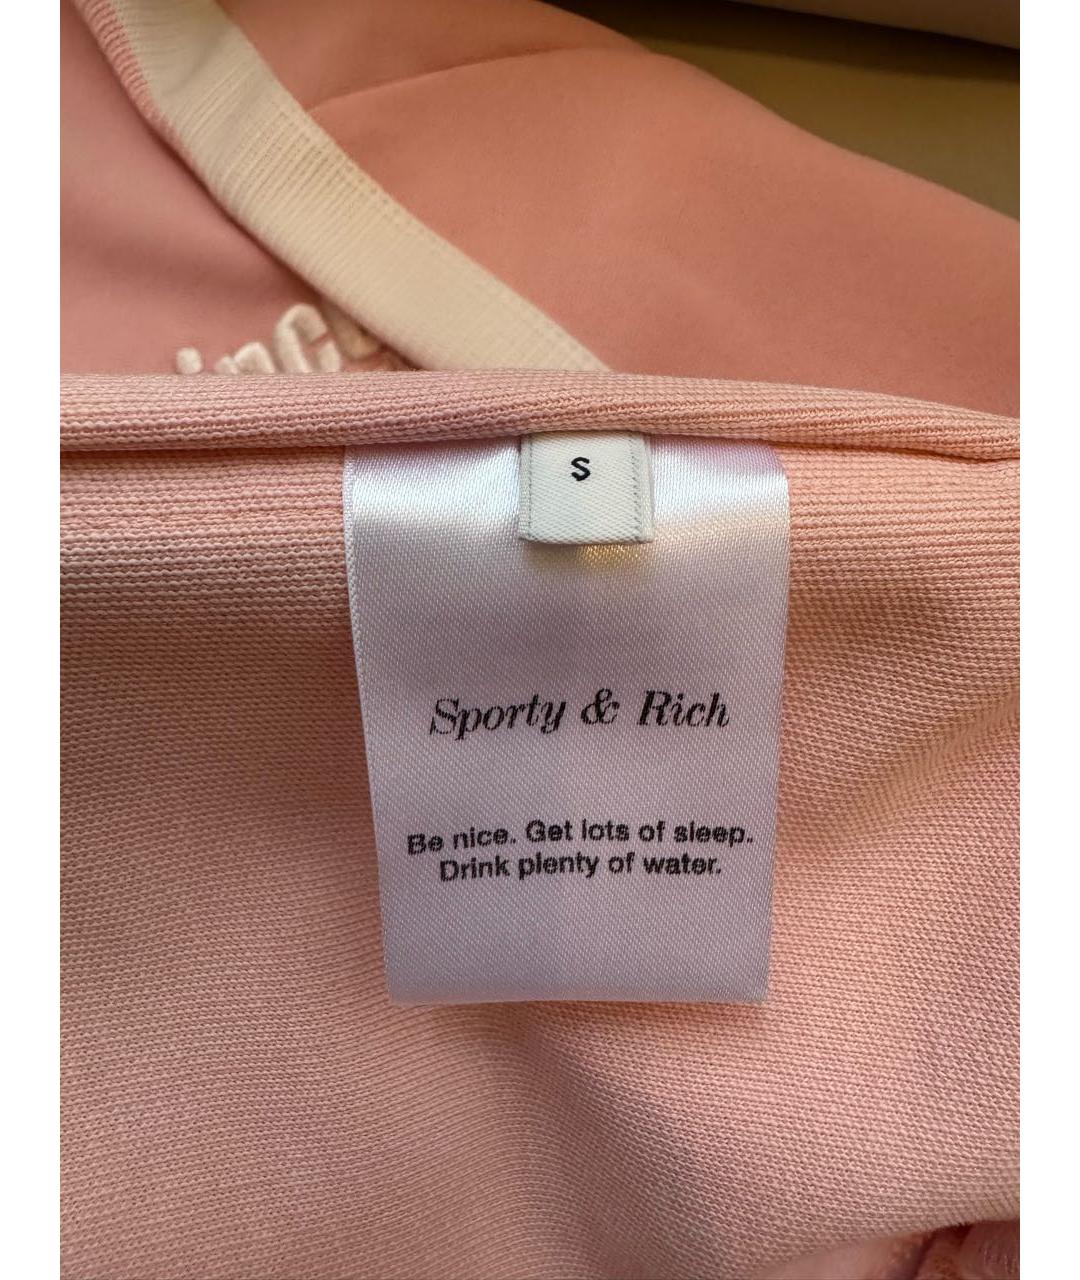 S
Sporty & Rich
Be nice. Get lots of sleep.
Drink plenty of water.